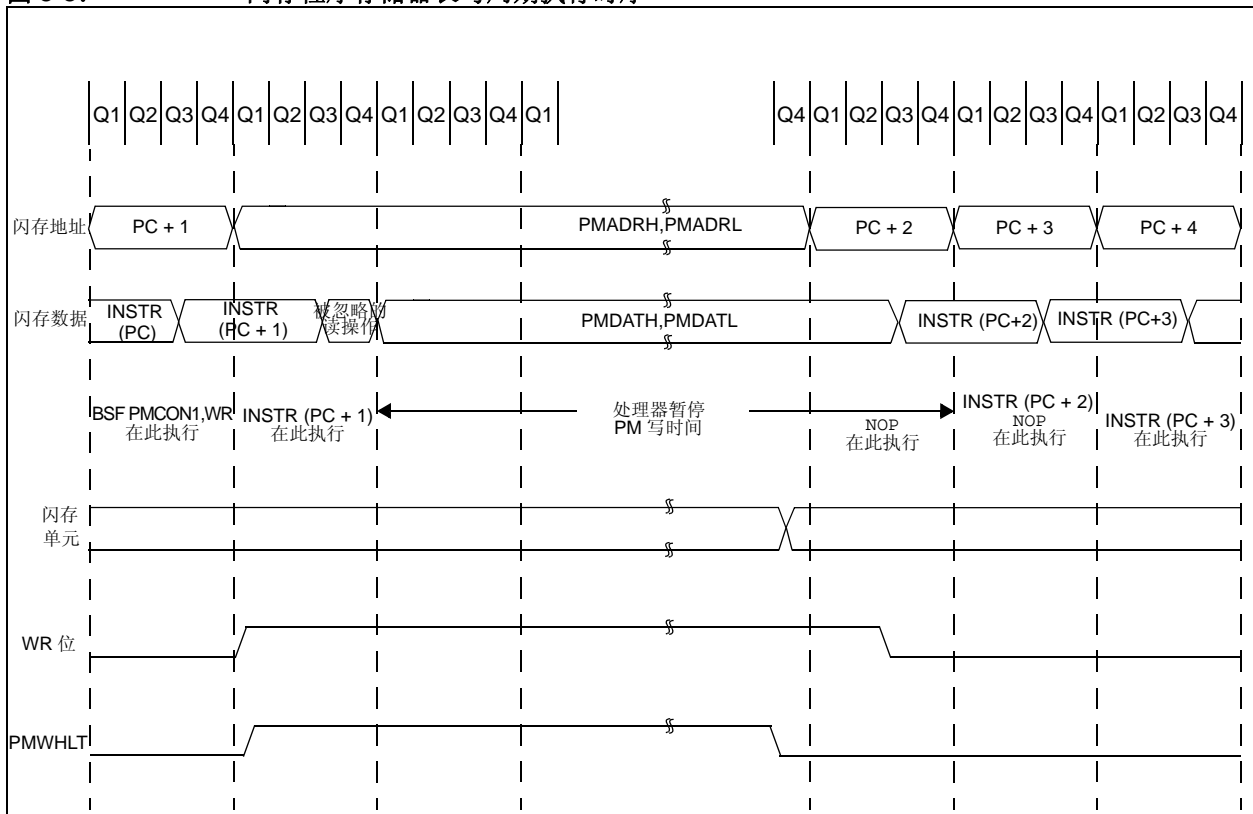 Q1 Q2 Q3 Q4 Q1 Q2 Q3 Q4 Q1 Q2 Q3 Q4 Q1 Q4 Q1 Q2 Q3 Q4 Q1 Q2 Q3 Q4 Q1 Q2 Q3 Q4
闪存地址 PC + 1 PMADRH,PMADRL PC + 2 PC + 3 PC + 4
闪存数据 INSTR
(PC)
INSTR
(PC + 1)
被忽略的
读操作
PMDATH,PMDATL INSTR (PC+2) INSTR (PC+3)
BSF PMCON1,WR
在此执行
INSTR (PC + 1)
在此执行
处理器暂停
PM 写时间
NOP
在此执行
INSTR (PC + 2)
NOP
在此执行
INSTR (PC + 3)
在此执行
闪存
单元
WR 位
PMWHLT